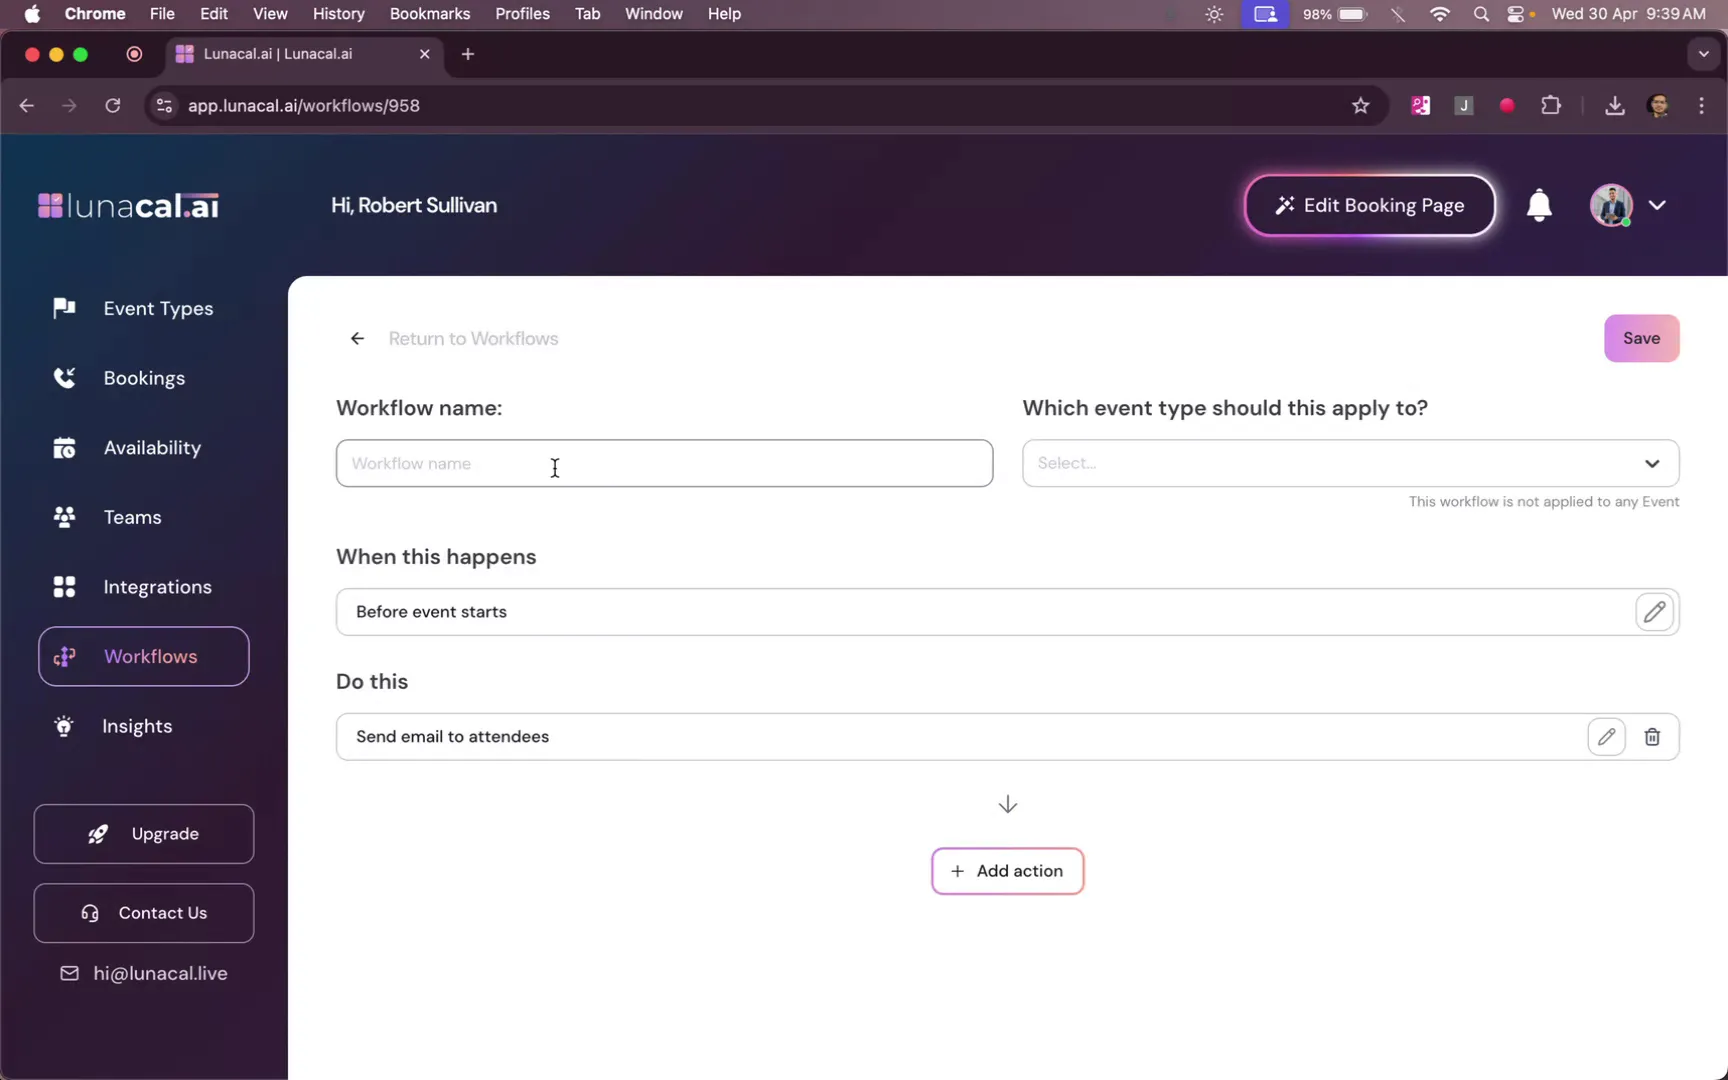 Chrome File Edit View History Bookmarks Profiles Tab Window Help 98% Wed 30 Apr 9:39 AM
Lunacal.ai | Lunacal.ai
app.lunacal.ai/workflows/958
J
lunacal.ai
Hi, Robert Sullivan
Edit Booking Page
Event Types
Bookings
Availability
Teams
Integrations
Workflows
Insights
Upgrade
Contact Us
hi@lunacal.live
Return to Workflows
Save
Workflow name:
Workflow name
Which event type should this apply to?
Select...
This workflow is not applied to any Event
When this happens
Before event starts
Do this
Send email to attendees
+ Add action